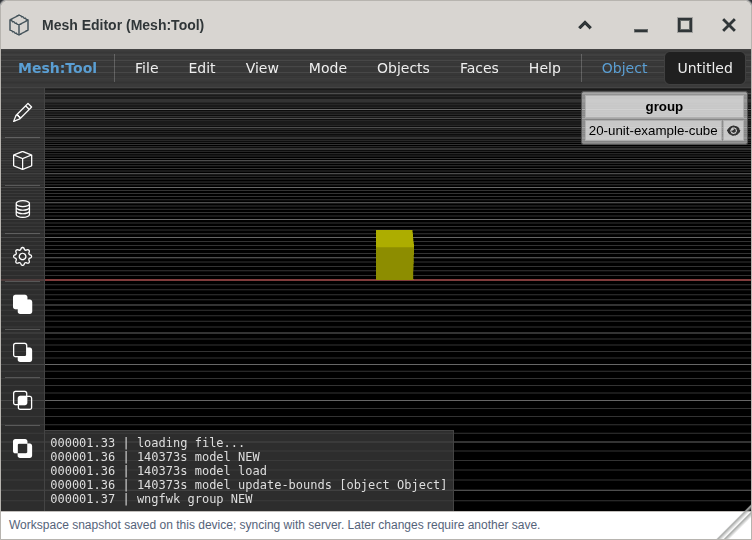 Mesh Editor (Mesh:Tool)
Mesh:Tool File Edit View Mode Objects Faces Help Object Untitled
group
20-unit-example-cube
000001.33 | loading file...
000001.36 | 140373s model NEW
000001.36 | 140373s model load
000001.36 | 140373s model update-bounds [object Object]
000001.37 | wngfwk group NEW
Workspace snapshot saved on this device; syncing with server. Later changes require another save.